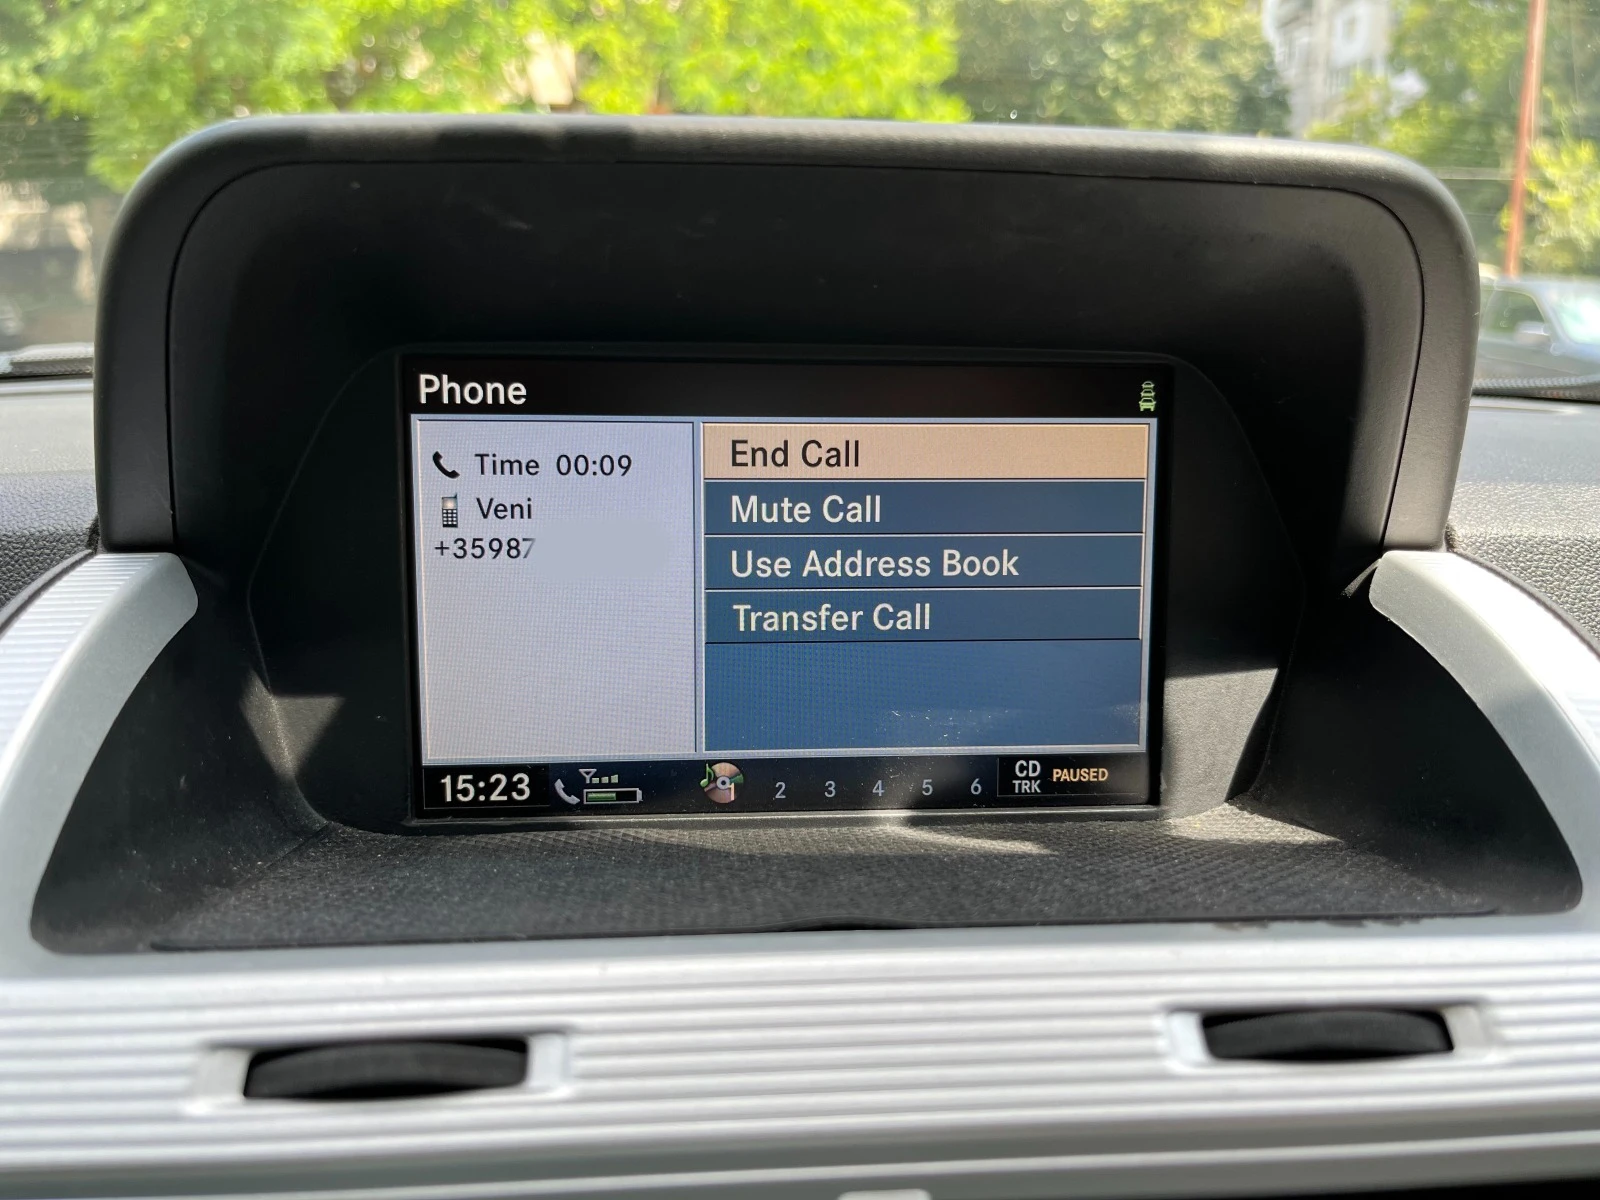 Phone
Time 00:09
Veni
+35987
End Call
Mute Call
Use Address Book
Transfer Call
15:23
1 2 3 4 5 6
CD TRK PAUSED